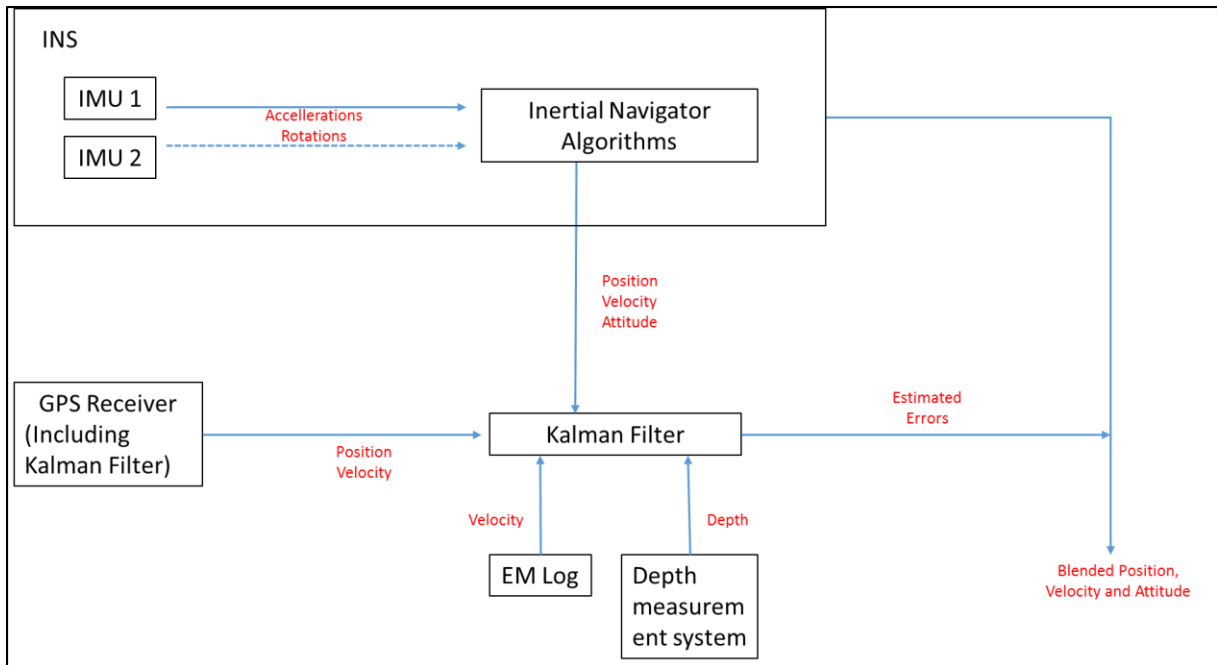 INS
IMU 1
Accellerations
Rotations
IMU 2
Inertial Navigator
Algorithms
Position
Velocity
Attitude
GPS Receiver
(Including
Kalman Filter)
Position
Velocity
Kalman Filter
Estimated
Errors
Velocity
Depth
EM Log
Depth
measurem
ent system
Blended Position,
Velocity and Attitude